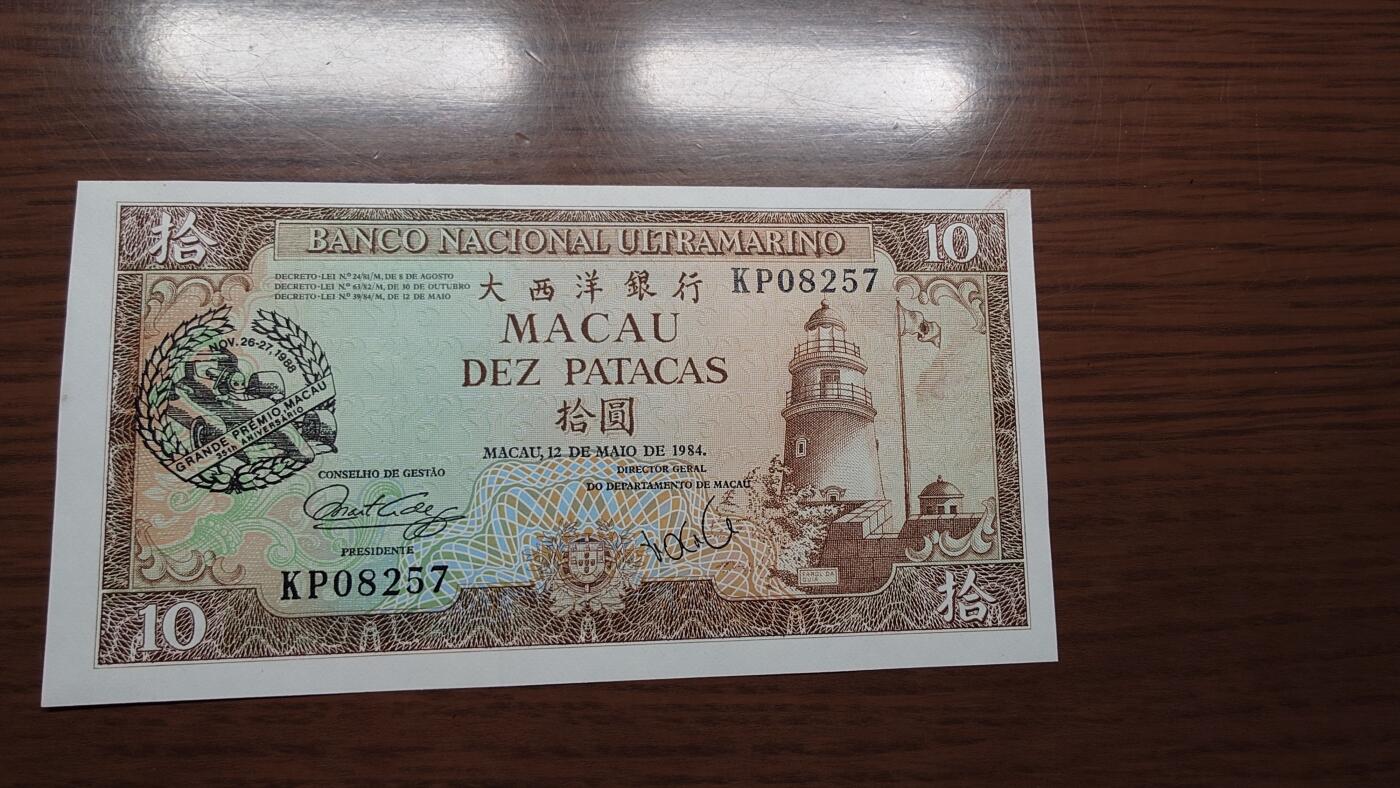 拾
BANCO NACIONAL ULTRAMARINO
10
DECRETO-LEI N.º 24/81/M, DE 8 DE AGOSTO
DECRETO-LEI N.º 63/82/M, DE 30 DE OUTUBRO
DECRETO-LEI N.º 39/84/M, DE 12 DE MAIO
大西洋銀行
KP08257
MACAU
DEZ PATACAS
拾圓
NOV. 26-27, 1988
GRANDE PRÉMIO, MACAU
35th ANIVERSÁRIO
MACAU, 12 DE MAIO DE 1984.
CONSELHO DE GESTÃO
DIRECTOR GERAL
DO DEPARTAMENTO DE MACAU
PRESIDENTE
KP08257
10
拾